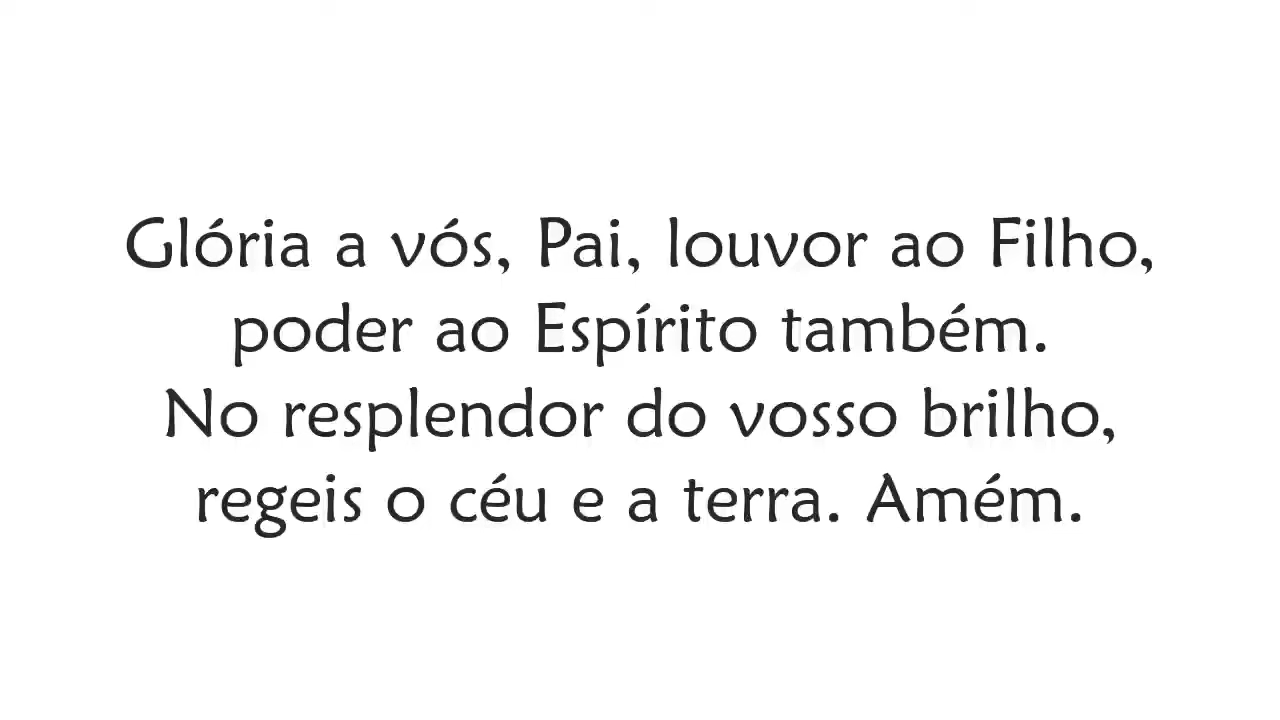 Glória a vós, Pai, louvor ao Filho,
poder ao Espírito também.
No resplendor do vosso brilho,
regeis o céu e a terra. Amém.